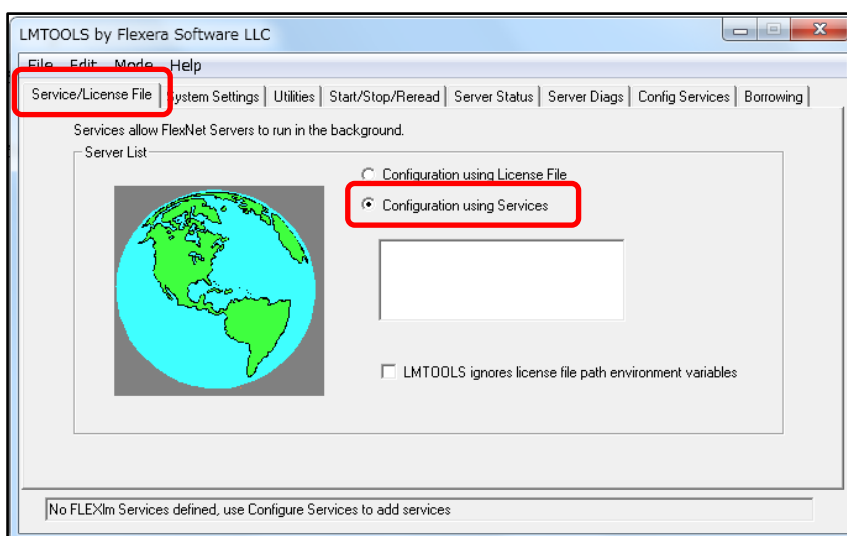 LMTOOLS by Flexera Software LLC
File Edit Mode Help
Service/License File System Settings Utilities Start/Stop/Reread Server Status Server Diags Config Services Borrowing
Services allow FlexNet Servers to run in the background.
Server List
Configuration using License File
Configuration using Services
LMTOOLS ignores license file path environment variables
No FLEXlm Services defined, use Configure Services to add services